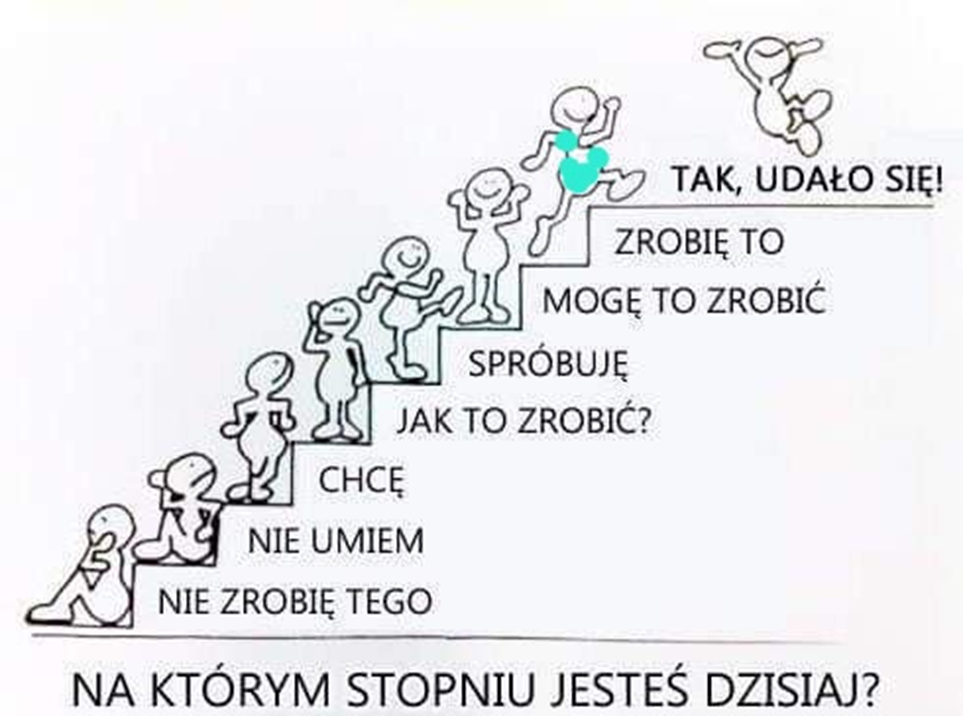 TAK, UDAŁO SIĘ!
ZROBIĘ TO
MOGĘ TO ZROBIĆ
SPRÓBUJĘ
JAK TO ZROBIĆ?
CHCĘ
NIE UMIEM
NIE ZROBIĘ TEGO
NA KTÓRYM STOPNIU JESTEŚ DZISIAJ?